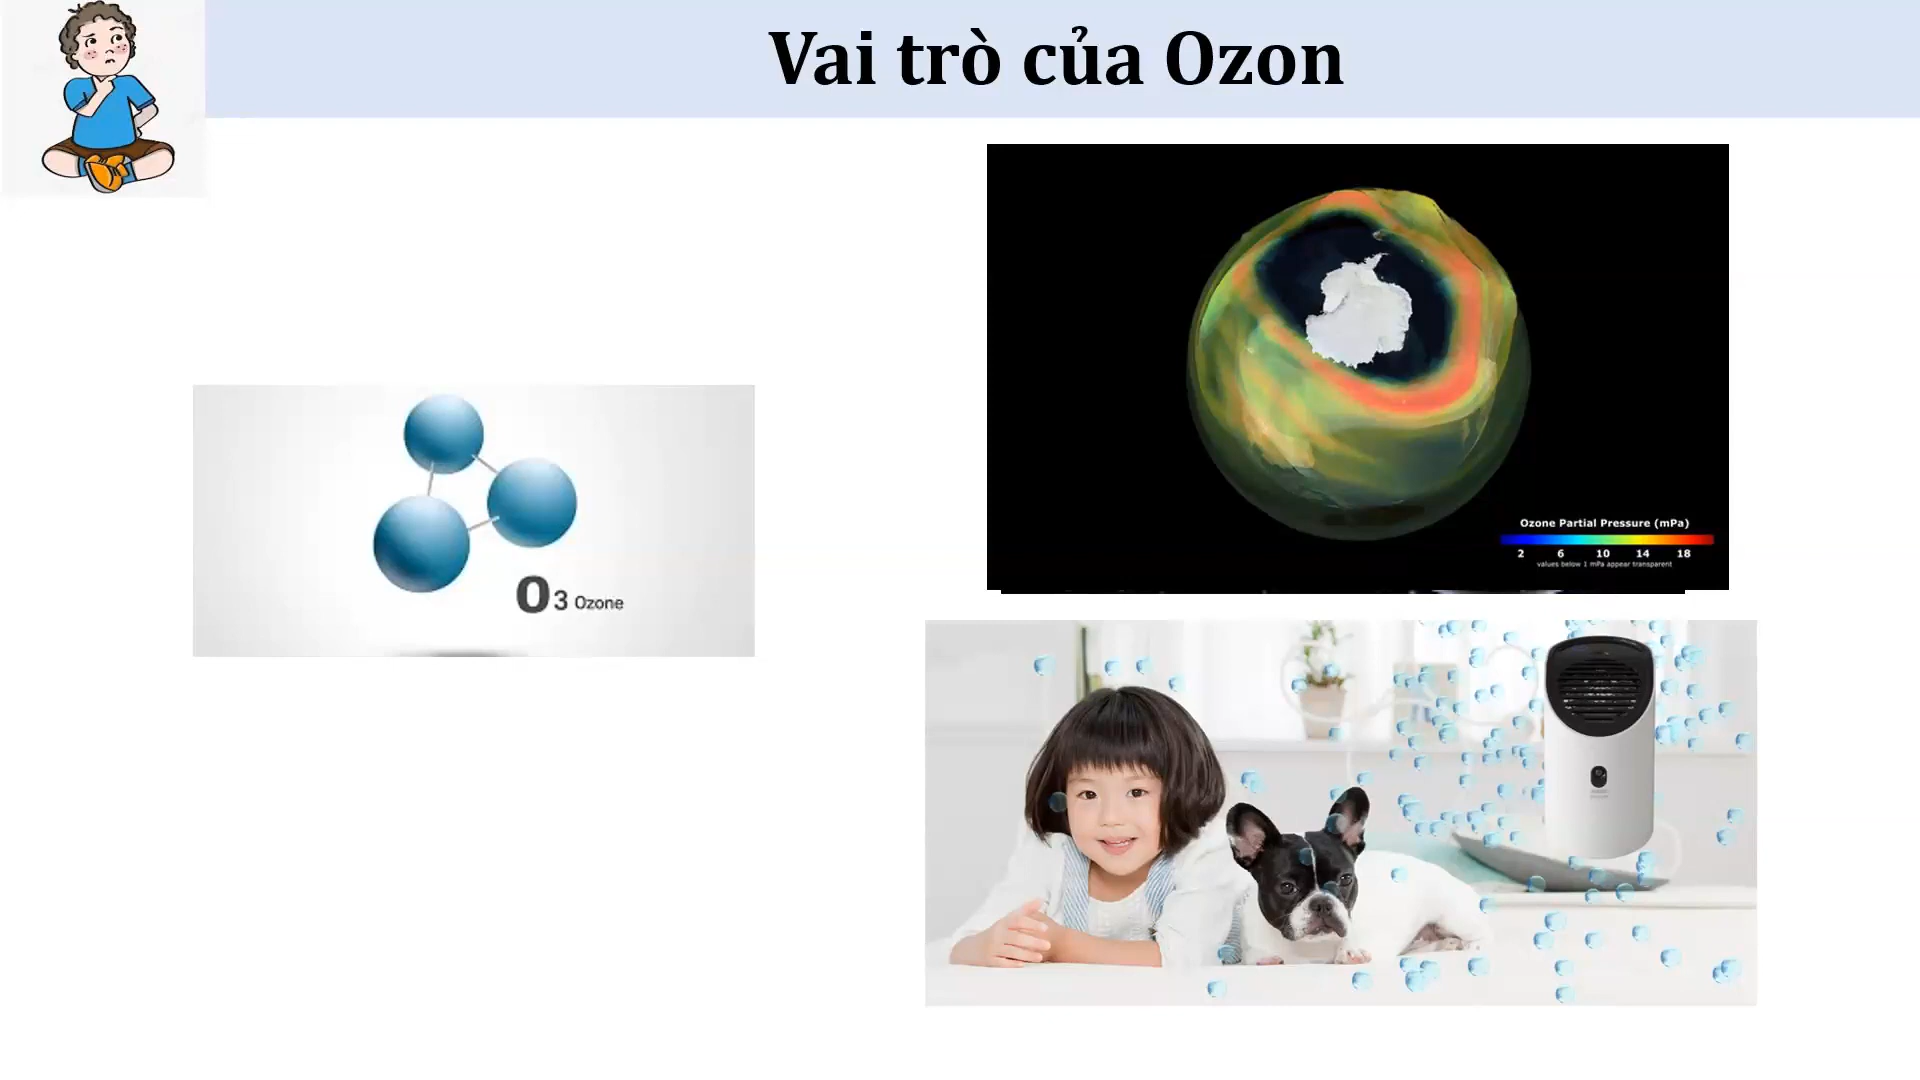 Vai trò của Ozon
O3 Ozone
Ozone Partial Pressure (mPa)
2 6 10 14 18
values below 1 mPa appear transparent